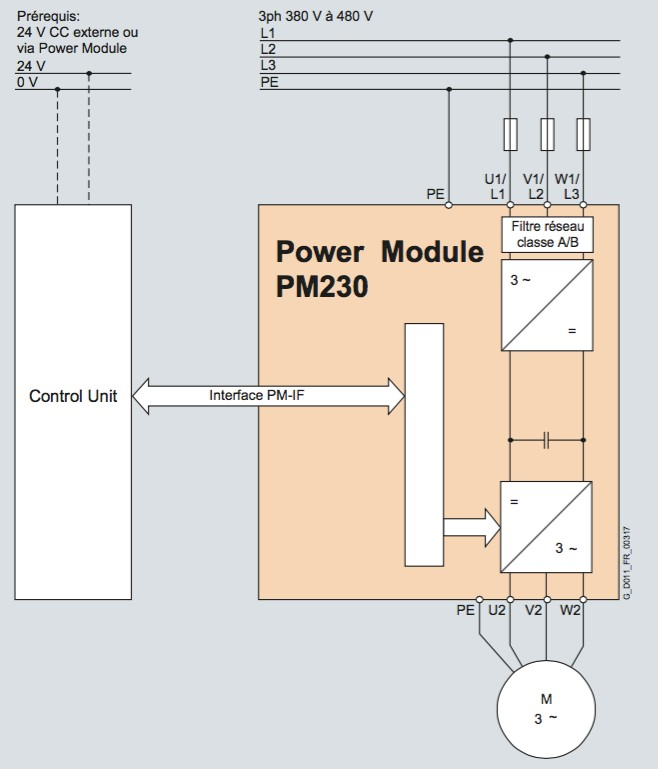 Prérequis:
24 V CC externe ou
via Power Module
24 V
0 V
3ph 380 V à 480 V
L1
L2
L3
PE
PE
U1/
L1
V1/
L2
W1/
L3
Power Module
PM230
Filtre réseau
classe A/B
3 ~
=
Control Unit
Interface PM-IF
=
3 ~
G_D011_FR_00317
PE
U2
V2
W2
M
3 ~